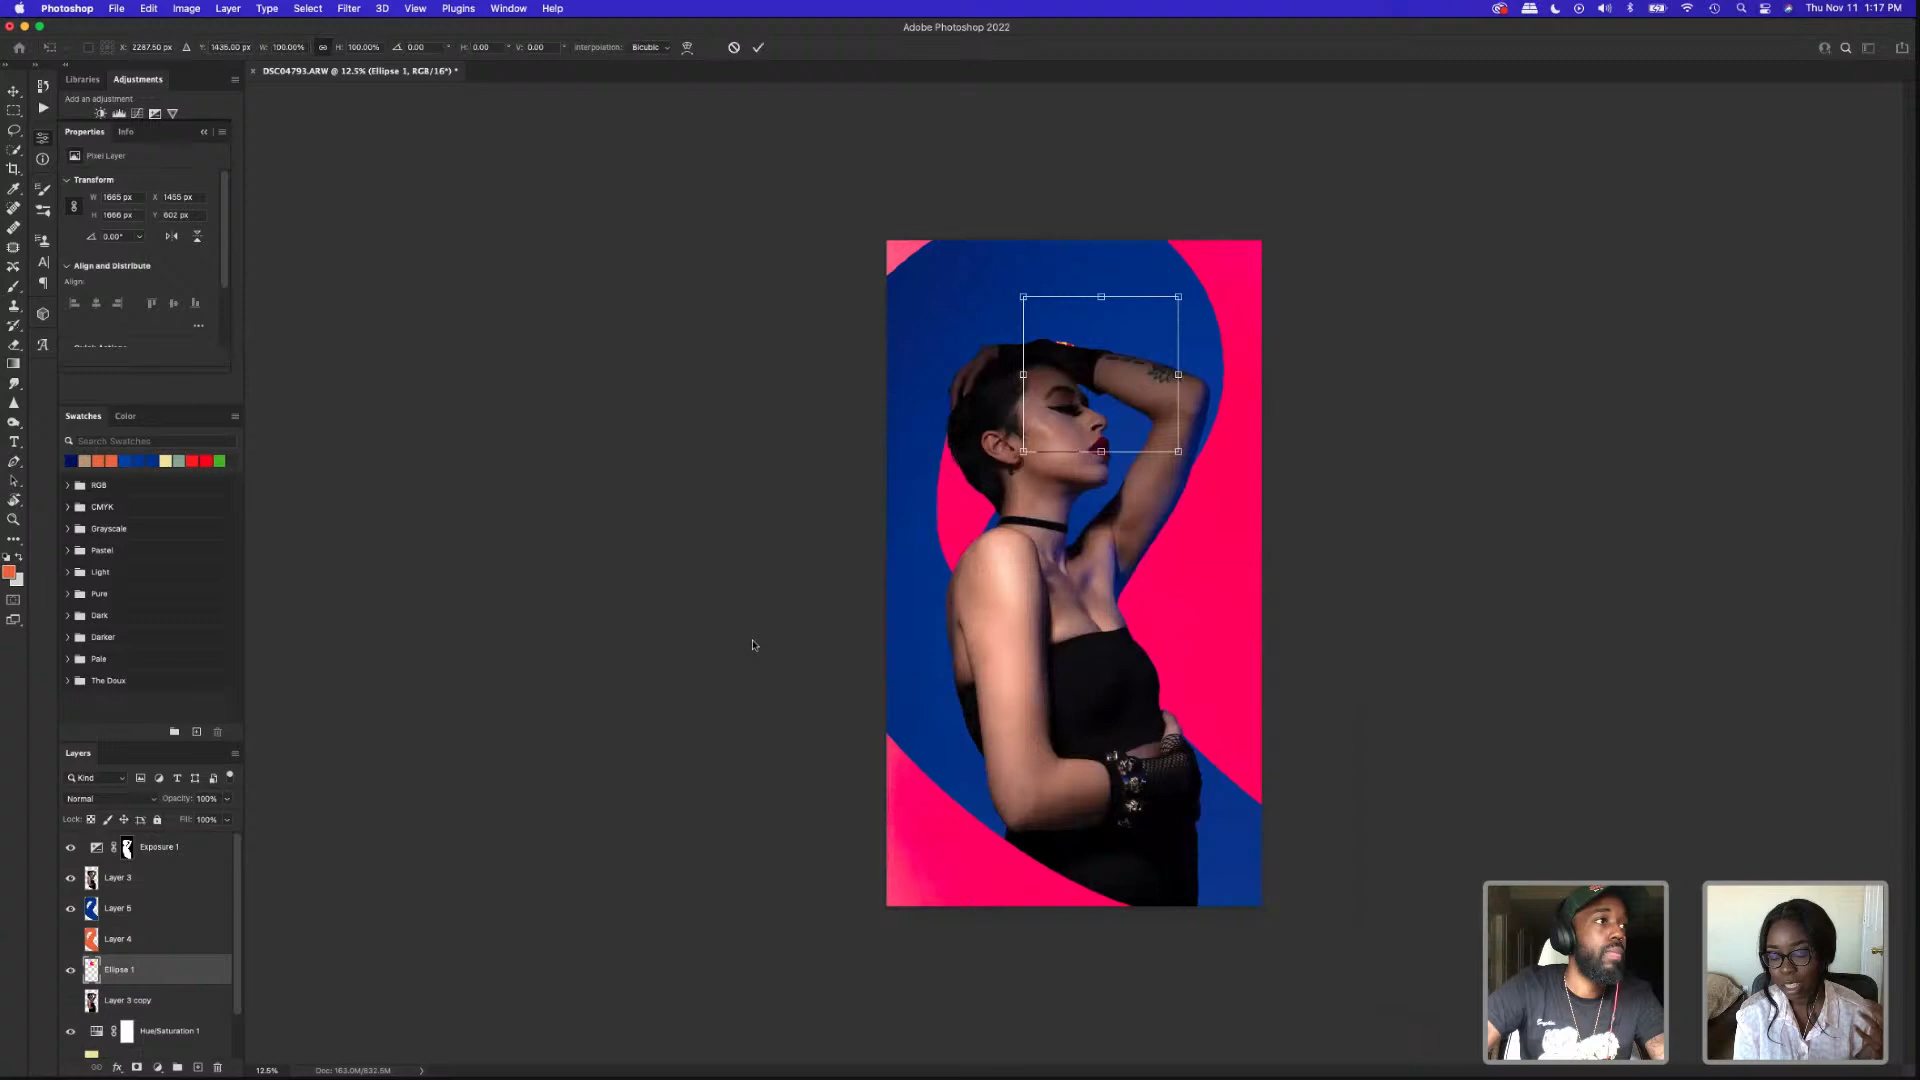 Photoshop File Edit Image Layer Type Select Filter 3D View Plugins Window Help
Thu Nov 11 1:17 PM
Adobe Photoshop 2022
X: 2287.50 px Y: 1435.00 px W: 100.00% H: 100.00% 0.00 ° H: 0.00 ° V: 0.00 ° Interpolation: Bicubic
DSC04793.ARW @ 12.5% (Ellipse 1, RGB/16*) *
Libraries Adjustments
Add an adjustment
Properties Info
Pixel Layer
Transform
W 1665 px X 1455 px
H 1666 px Y 602 px
0.00°
Align and Distribute
Align:
Swatches Color
Search Swatches
RGB
CMYK
Grayscale
Pastel
Light
Pure
Dark
Darker
Pale
The Doux
Layers
Kind
Normal Opacity: 100%
Lock: Fill: 100%
Exposure 1
Layer 3
Layer 5
Layer 4
Ellipse 1
Layer 3 copy
Hue/Saturation 1
fx
12.5% Doc: 163.0M/832.5M